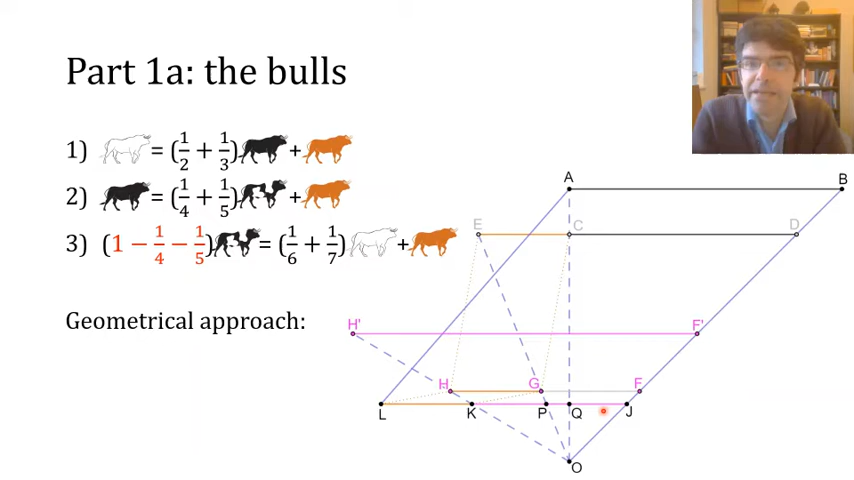 Part 1a: the bulls
1) = (1/2 + 1/3) +
2) = (1/4 + 1/5) +
3) (1 − 1/4 − 1/5) = (1/6 + 1/7) +
Geometrical approach:
A B
E C D
H' F'
H G F
L K P Q J
O